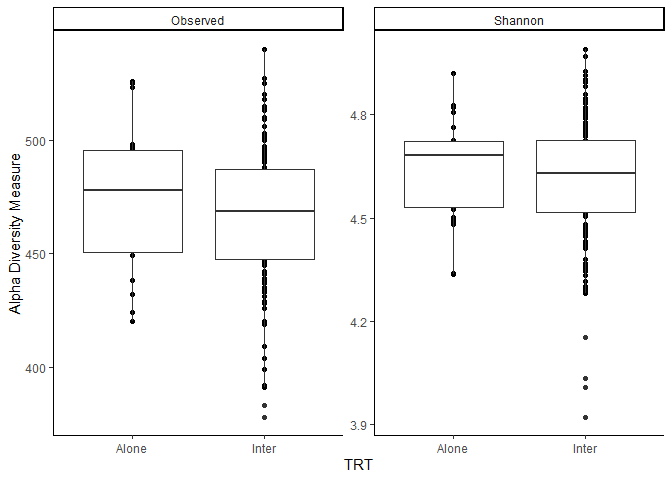 Observed
Shannon
Alpha Diversity Measure
500
450
400
4.8
4.5
4.2
3.9
Alone
Inter
Alone
Inter
TRT